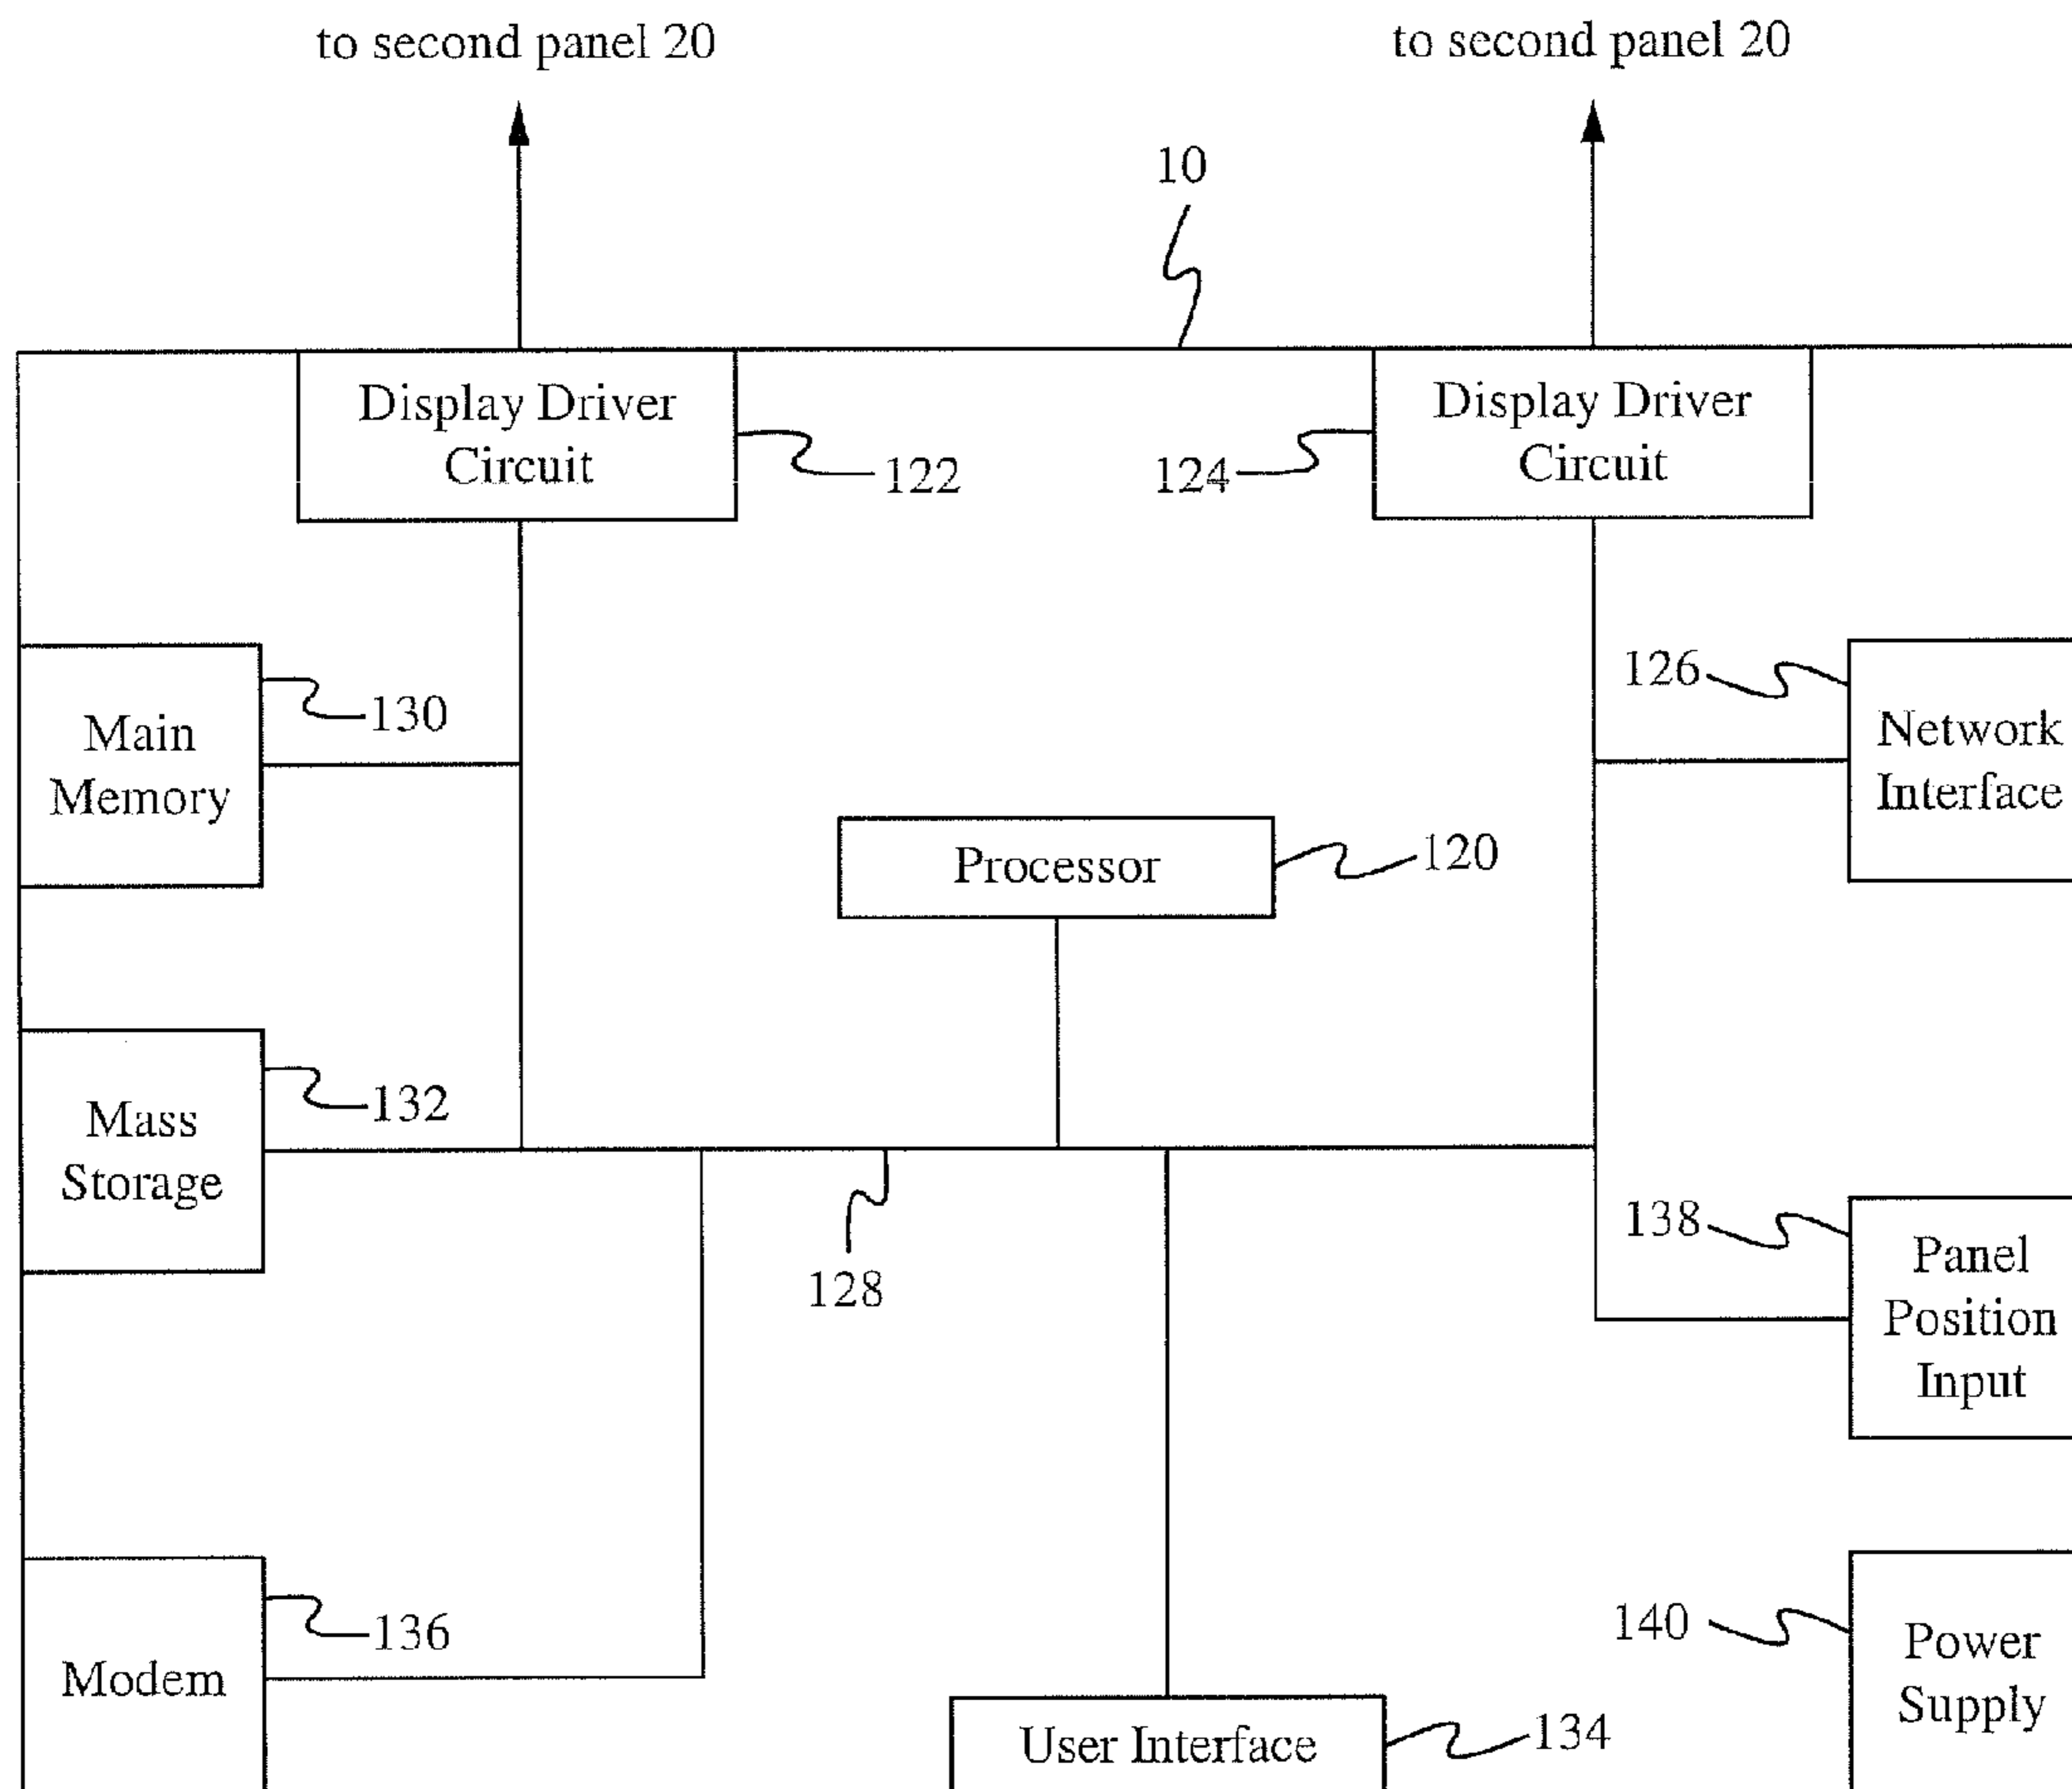 to second panel 20
to second panel 20
10
Display Driver
Circuit
122
124
Display Driver
Circuit
Main
Memory
130
126
Network
Interface
Processor
120
Mass
Storage
132
128
138
Panel
Position
Input
Modem
136
User Interface
134
140
Power
Supply